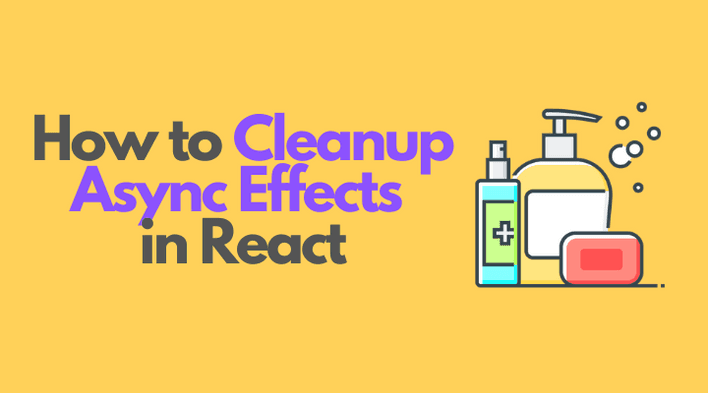 How to Cleanup
Async Effects
in React